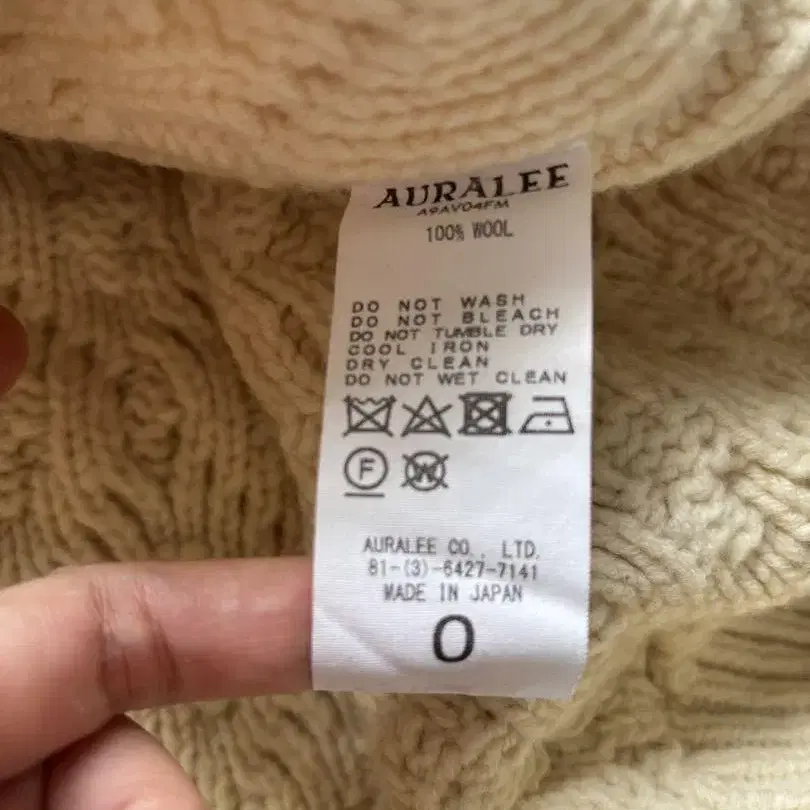 AURALEE
A9AV04FM
100% WOOL
DO NOT WASH
DO NOT BLEACH
DO NOT TUMBLE DRY
COOL IRON
DRY CLEAN
DO NOT WET CLEAN
F W
AURALEE CO., LTD.
81-(3)-6427-7141
MADE IN JAPAN
0